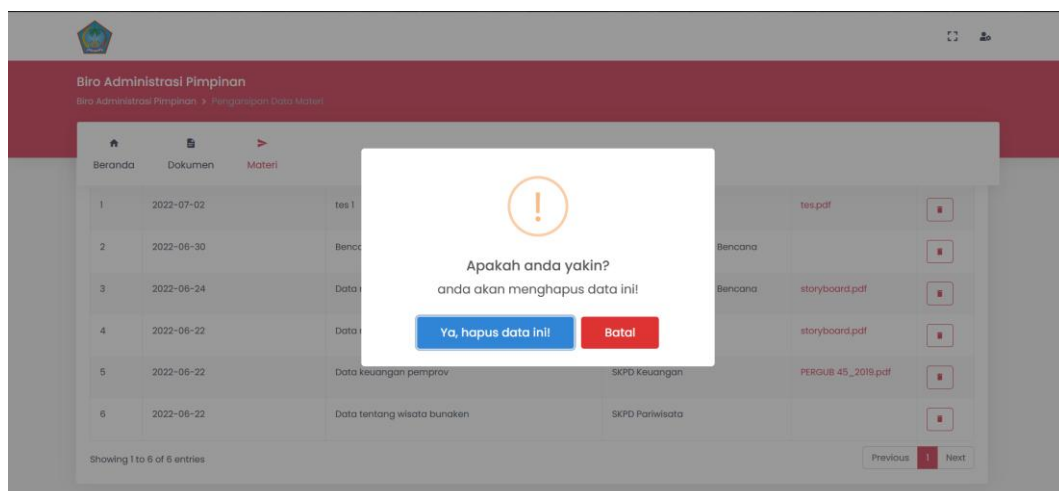 Biro Administrasi Pimpinan
Biro Administrasi Pimpinan > Pengarsipan Data Materi
Beranda Dokumen Materi
1 2022-07-02 tes 1 tes.pdf
2 2022-06-30 Bencana
3 2022-06-24 Data Bencana storyboard.pdf
4 2022-06-22 Data storyboard.pdf
5 2022-06-22 Data keuangan pemprov SKPD Keuangan PERGUB 45_2019.pdf
6 2022-06-22 Data tentang wisata bunaken SKPD Pariwisata
Showing 1 to 6 of 6 entries
Previous 1 Next
!
Apakah anda yakin?
anda akan menghapus data ini!
Ya, hapus data ini! Batal